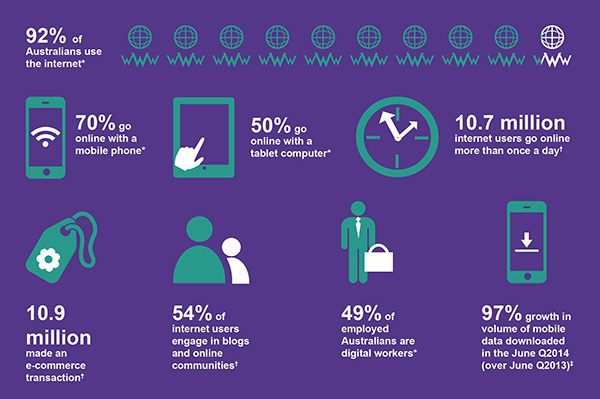 92% of
Australians use
the internet*
70% go
online with a
mobile phone*
50% go
online with a
tablet computer*
10.7 million
internet users go online
more than once a day†
10.9
million
made an
e-commerce
transaction†
54% of
internet users
engage in blogs
and online
communities†
49% of
employed
Australians are
digital workers*
97% growth in
volume of mobile
data downloaded
in the June Q2014
(over June Q2013)‡